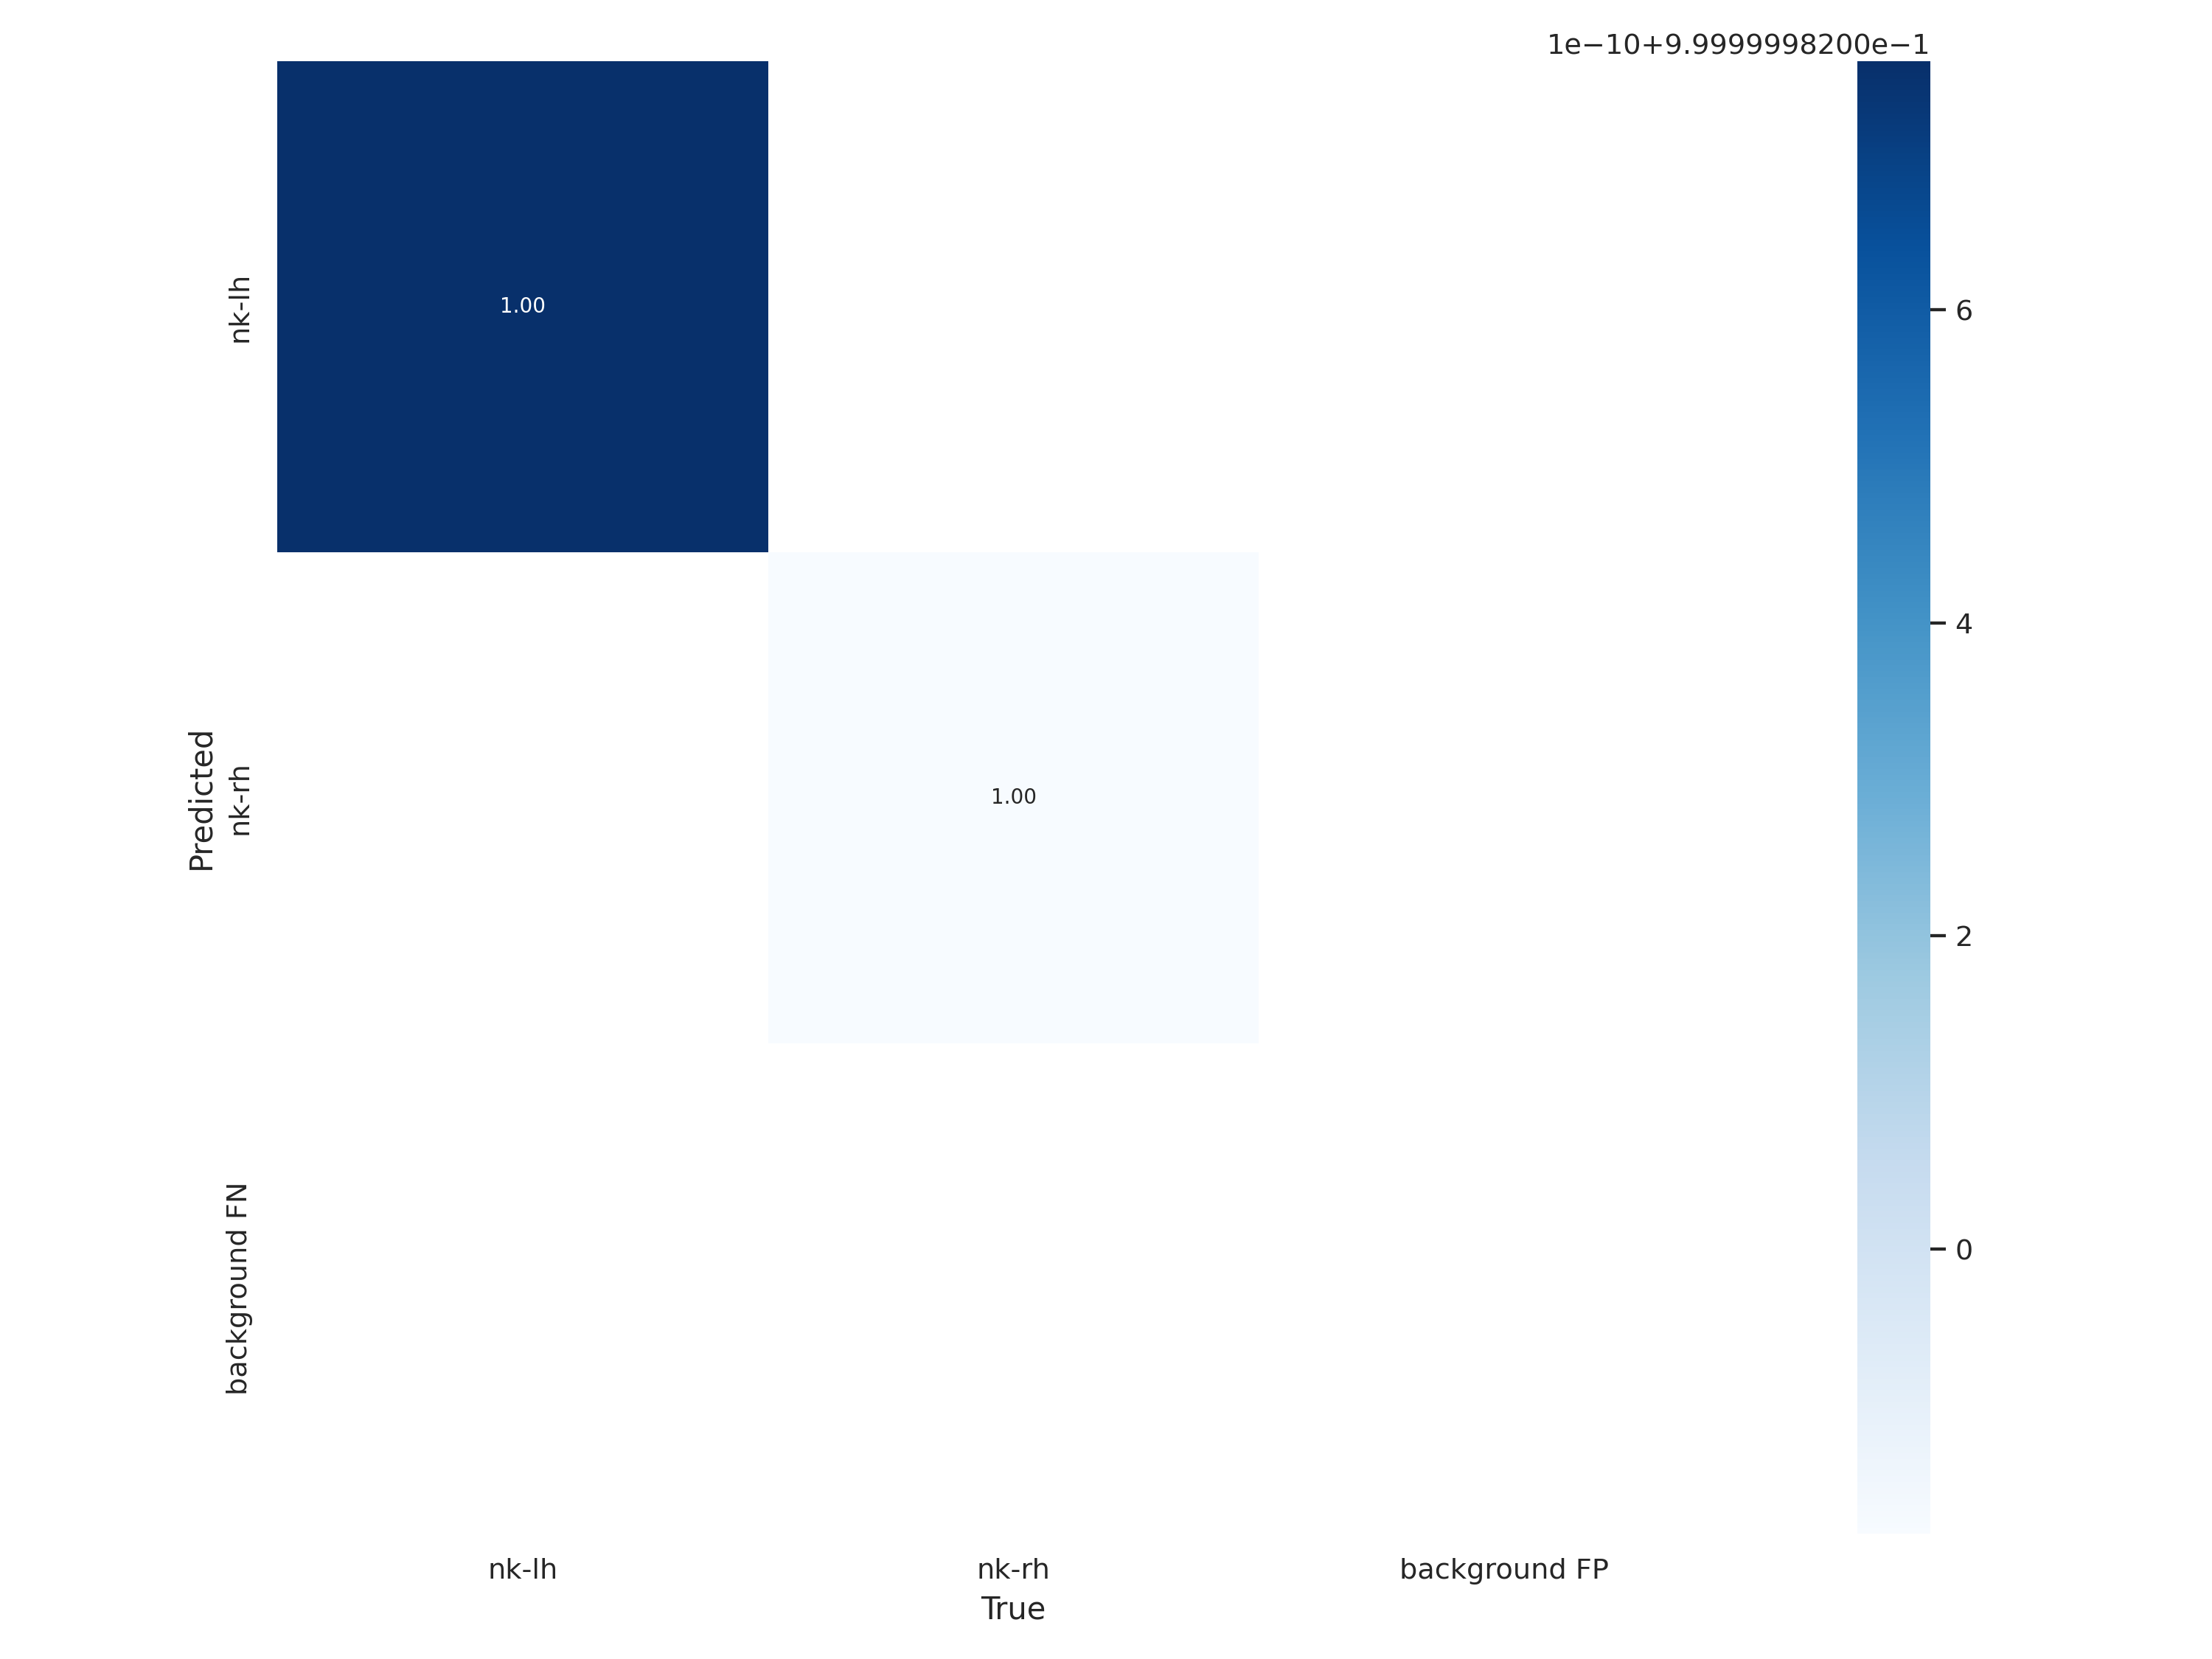 1e−10+9.9999998200e−1
nk-lh
1.00
6
4
Predicted
nk-rh
1.00
2
background FN
0
nk-lh
nk-rh
background FP
True